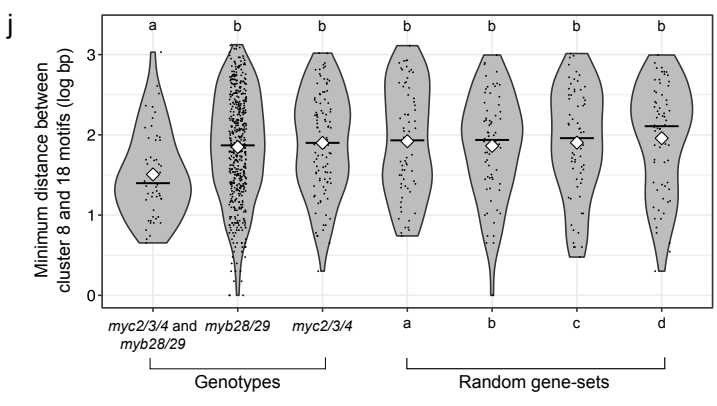 j
a b b b b b b
Minimum distance between
cluster 8 and 18 motifs (log bp)
3
2
1
0
myc2/3/4 and myb28/29 myc2/3/4 a b c d
myb28/29
Genotypes Random gene-sets